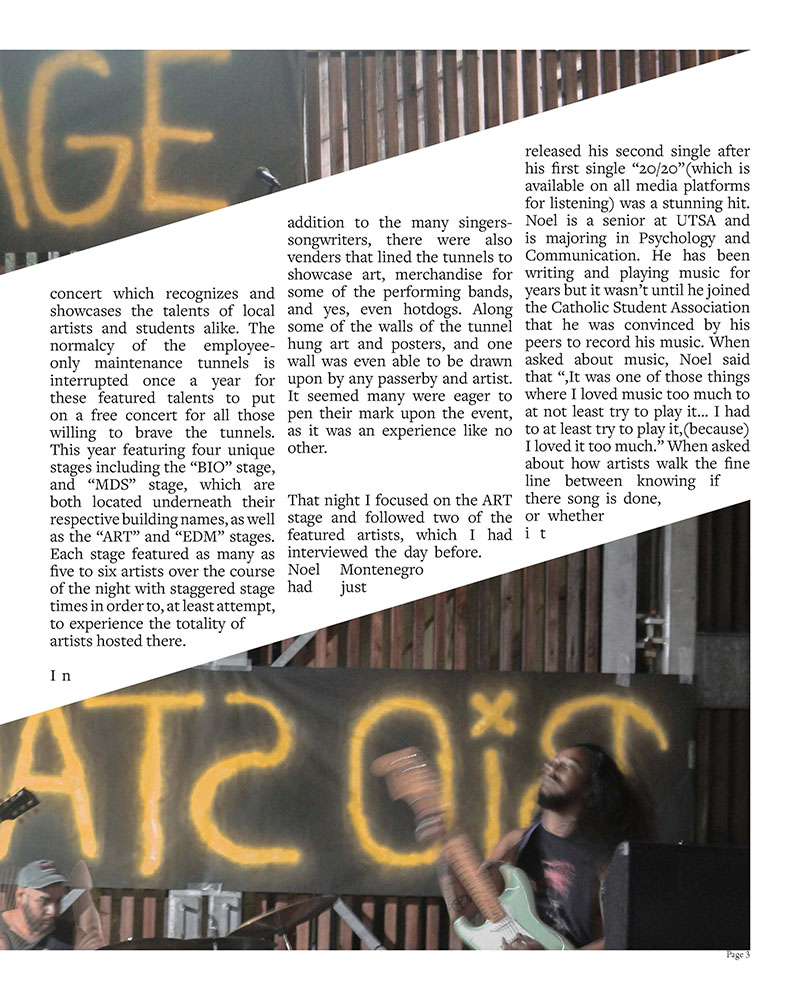 AGE
concert which recognizes and
showcases the talents of local
artists and students alike. The
normalcy of the employee-
only maintenance tunnels is
interrupted once a year for
these featured talents to put
on a free concert for all those
willing to brave the tunnels.
This year featuring four unique
stages including the “BIO” stage,
and “MDS” stage, which are
both located underneath their
respective building names, as well
as the “ART” and “EDM” stages.
Each stage featured as many as
five to six artists over the course
of the night with staggered stage
times in order to, at least attempt,
to experience the totality of
artists hosted there.
I n
addition to the many singers-
songwriters, there were also
venders that lined the tunnels to
showcase art, merchandise for
some of the performing bands,
and yes, even hotdogs. Along
some of the walls of the tunnel
hung art and posters, and one
wall was even able to be drawn
upon by any passerby and artist.
It seemed many were eager to
pen their mark upon the event,
as it was an experience like no
other.
That night I focused on the ART
stage and followed two of the
featured artists, which I had
interviewed the day before.
Noel Montenegro
had just
released his second single after
his first single “20/20”(which is
available on all media platforms
for listening) was a stunning hit.
Noel is a senior at UTSA and
is majoring in Psychology and
Communication. He has been
writing and playing music for
years but it wasn’t until he joined
the Catholic Student Association
that he was convinced by his
peers to record his music. When
asked about music, Noel said
that “,It was one of those things
where I loved music too much to
at not least try to play it... I had
to at least try to play it,(because)
I loved it too much.” When asked
about how artists walk the fine
line between knowing if
there song is done,
or whether
i t
ATS OiB
Page 3